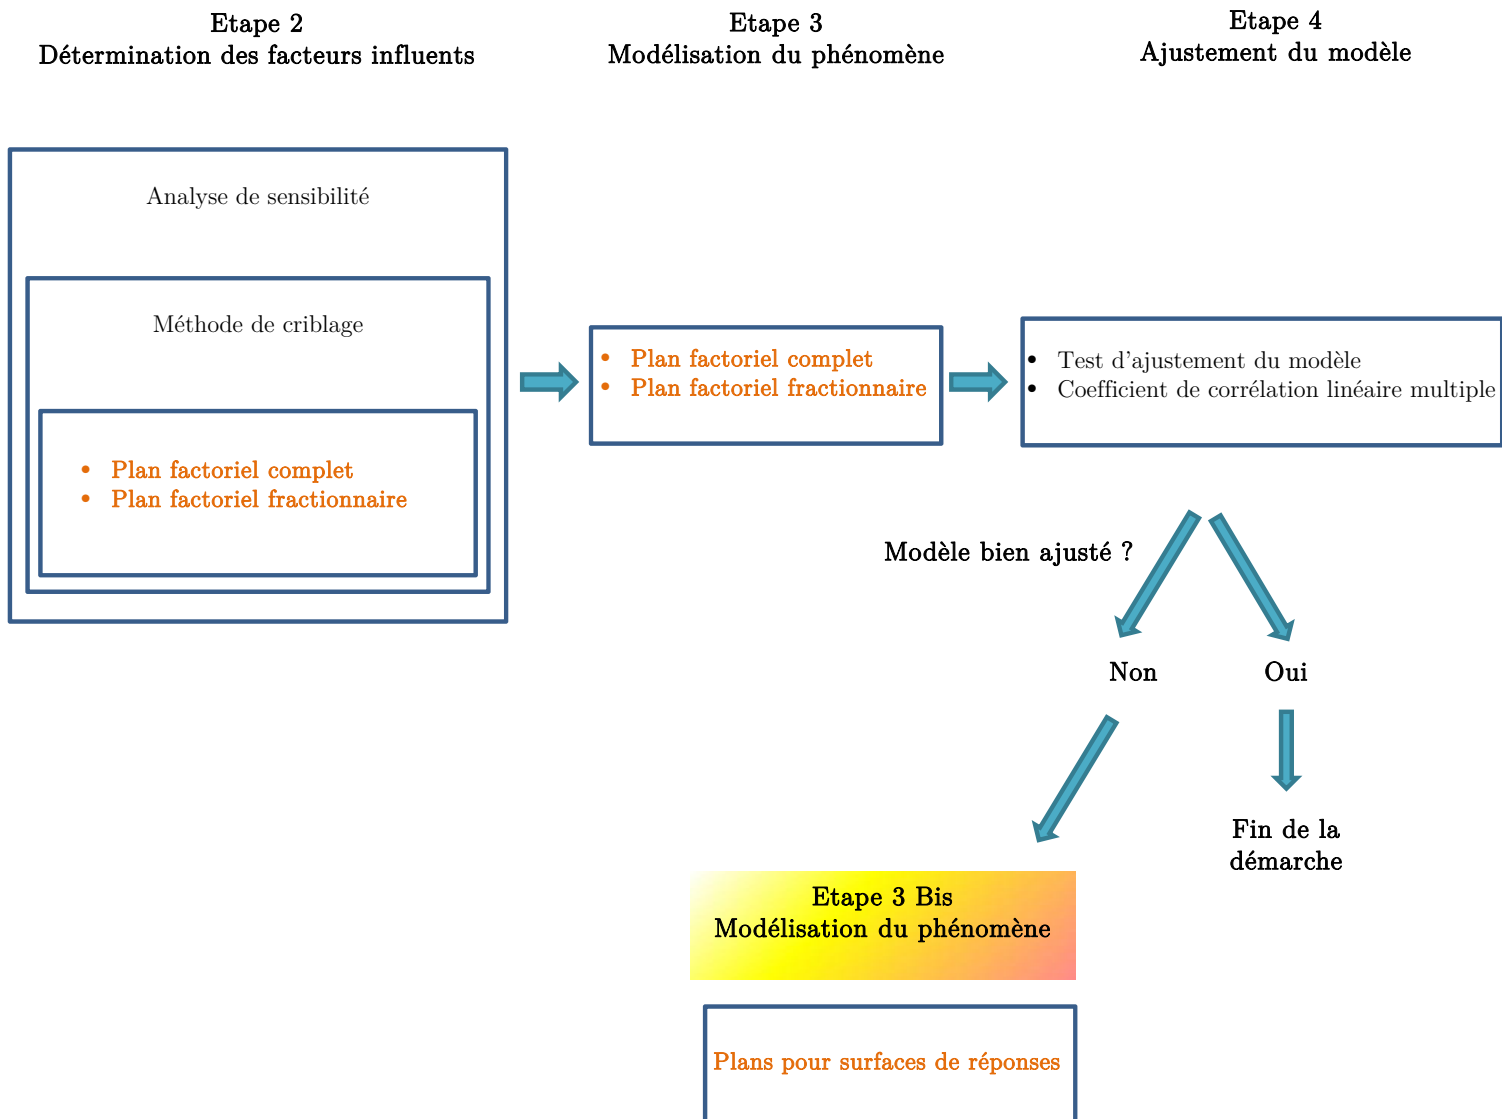 Etape 2
Détermination des facteurs influents
Etape 3
Modélisation du phénomène
Etape 4
Ajustement du modèle
Analyse de sensibilité
Méthode de criblage
• Plan factoriel complet
• Plan factoriel fractionnaire
• Plan factoriel complet
• Plan factoriel fractionnaire
• Test d'ajustement du modèle
• Coefficient de corrélation linéaire multiple
Modèle bien ajusté ?
Non
Oui
Fin de la
démarche
Etape 3 Bis
Modélisation du phénomène
Plans pour surfaces de réponses